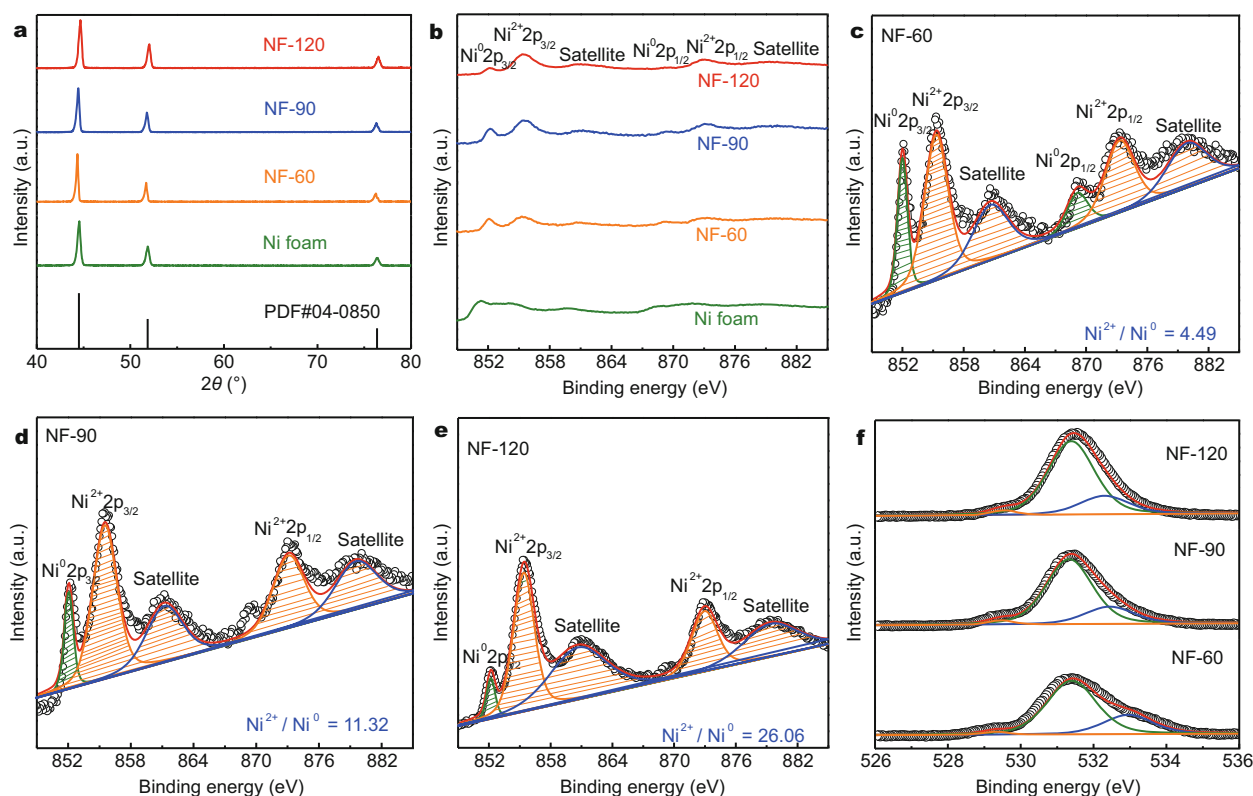 a
NF-120
NF-90
NF-60
Ni foam
PDF#04-0850
Intensity (a.u.)
40 50 60 70 80
2θ (°)
b
Ni⁰2p₃/₂ Ni²⁺2p₃/₂ Satellite Ni⁰2p₁/₂ Ni²⁺2p₁/₂ Satellite
NF-120
NF-90
NF-60
Ni foam
Intensity (a.u.)
852 858 864 870 876 882
Binding energy (eV)
c
NF-60
Ni⁰2p₃/₂ Ni²⁺2p₃/₂ Satellite Ni⁰2p₁/₂ Ni²⁺2p₁/₂ Satellite
Ni²⁺ / Ni⁰ = 4.49
Intensity (a.u.)
852 858 864 870 876 882
Binding energy (eV)
d
NF-90
Ni⁰2p₃/₂ Ni²⁺2p₃/₂ Satellite Ni²⁺2p₁/₂ Satellite
Ni²⁺ / Ni⁰ = 11.32
Intensity (a.u.)
852 858 864 870 876 882
Binding energy (eV)
e
NF-120
Ni⁰2p₃/₂ Ni²⁺2p₃/₂ Satellite Ni²⁺2p₁/₂ Satellite
Ni²⁺ / Ni⁰ = 26.06
Intensity (a.u.)
852 858 864 870 876 882
Binding energy (eV)
f
NF-120
NF-90
NF-60
Intensity (a.u.)
526 528 530 532 534 536
Binding energy (eV)